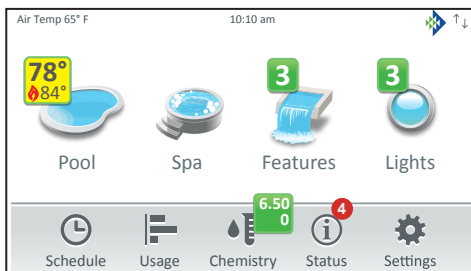 Air Temp 65° F 10:10 am
78°
84°
3
3
Pool Spa Features Lights
6.50
0
4
Schedule Usage Chemistry Status Settings